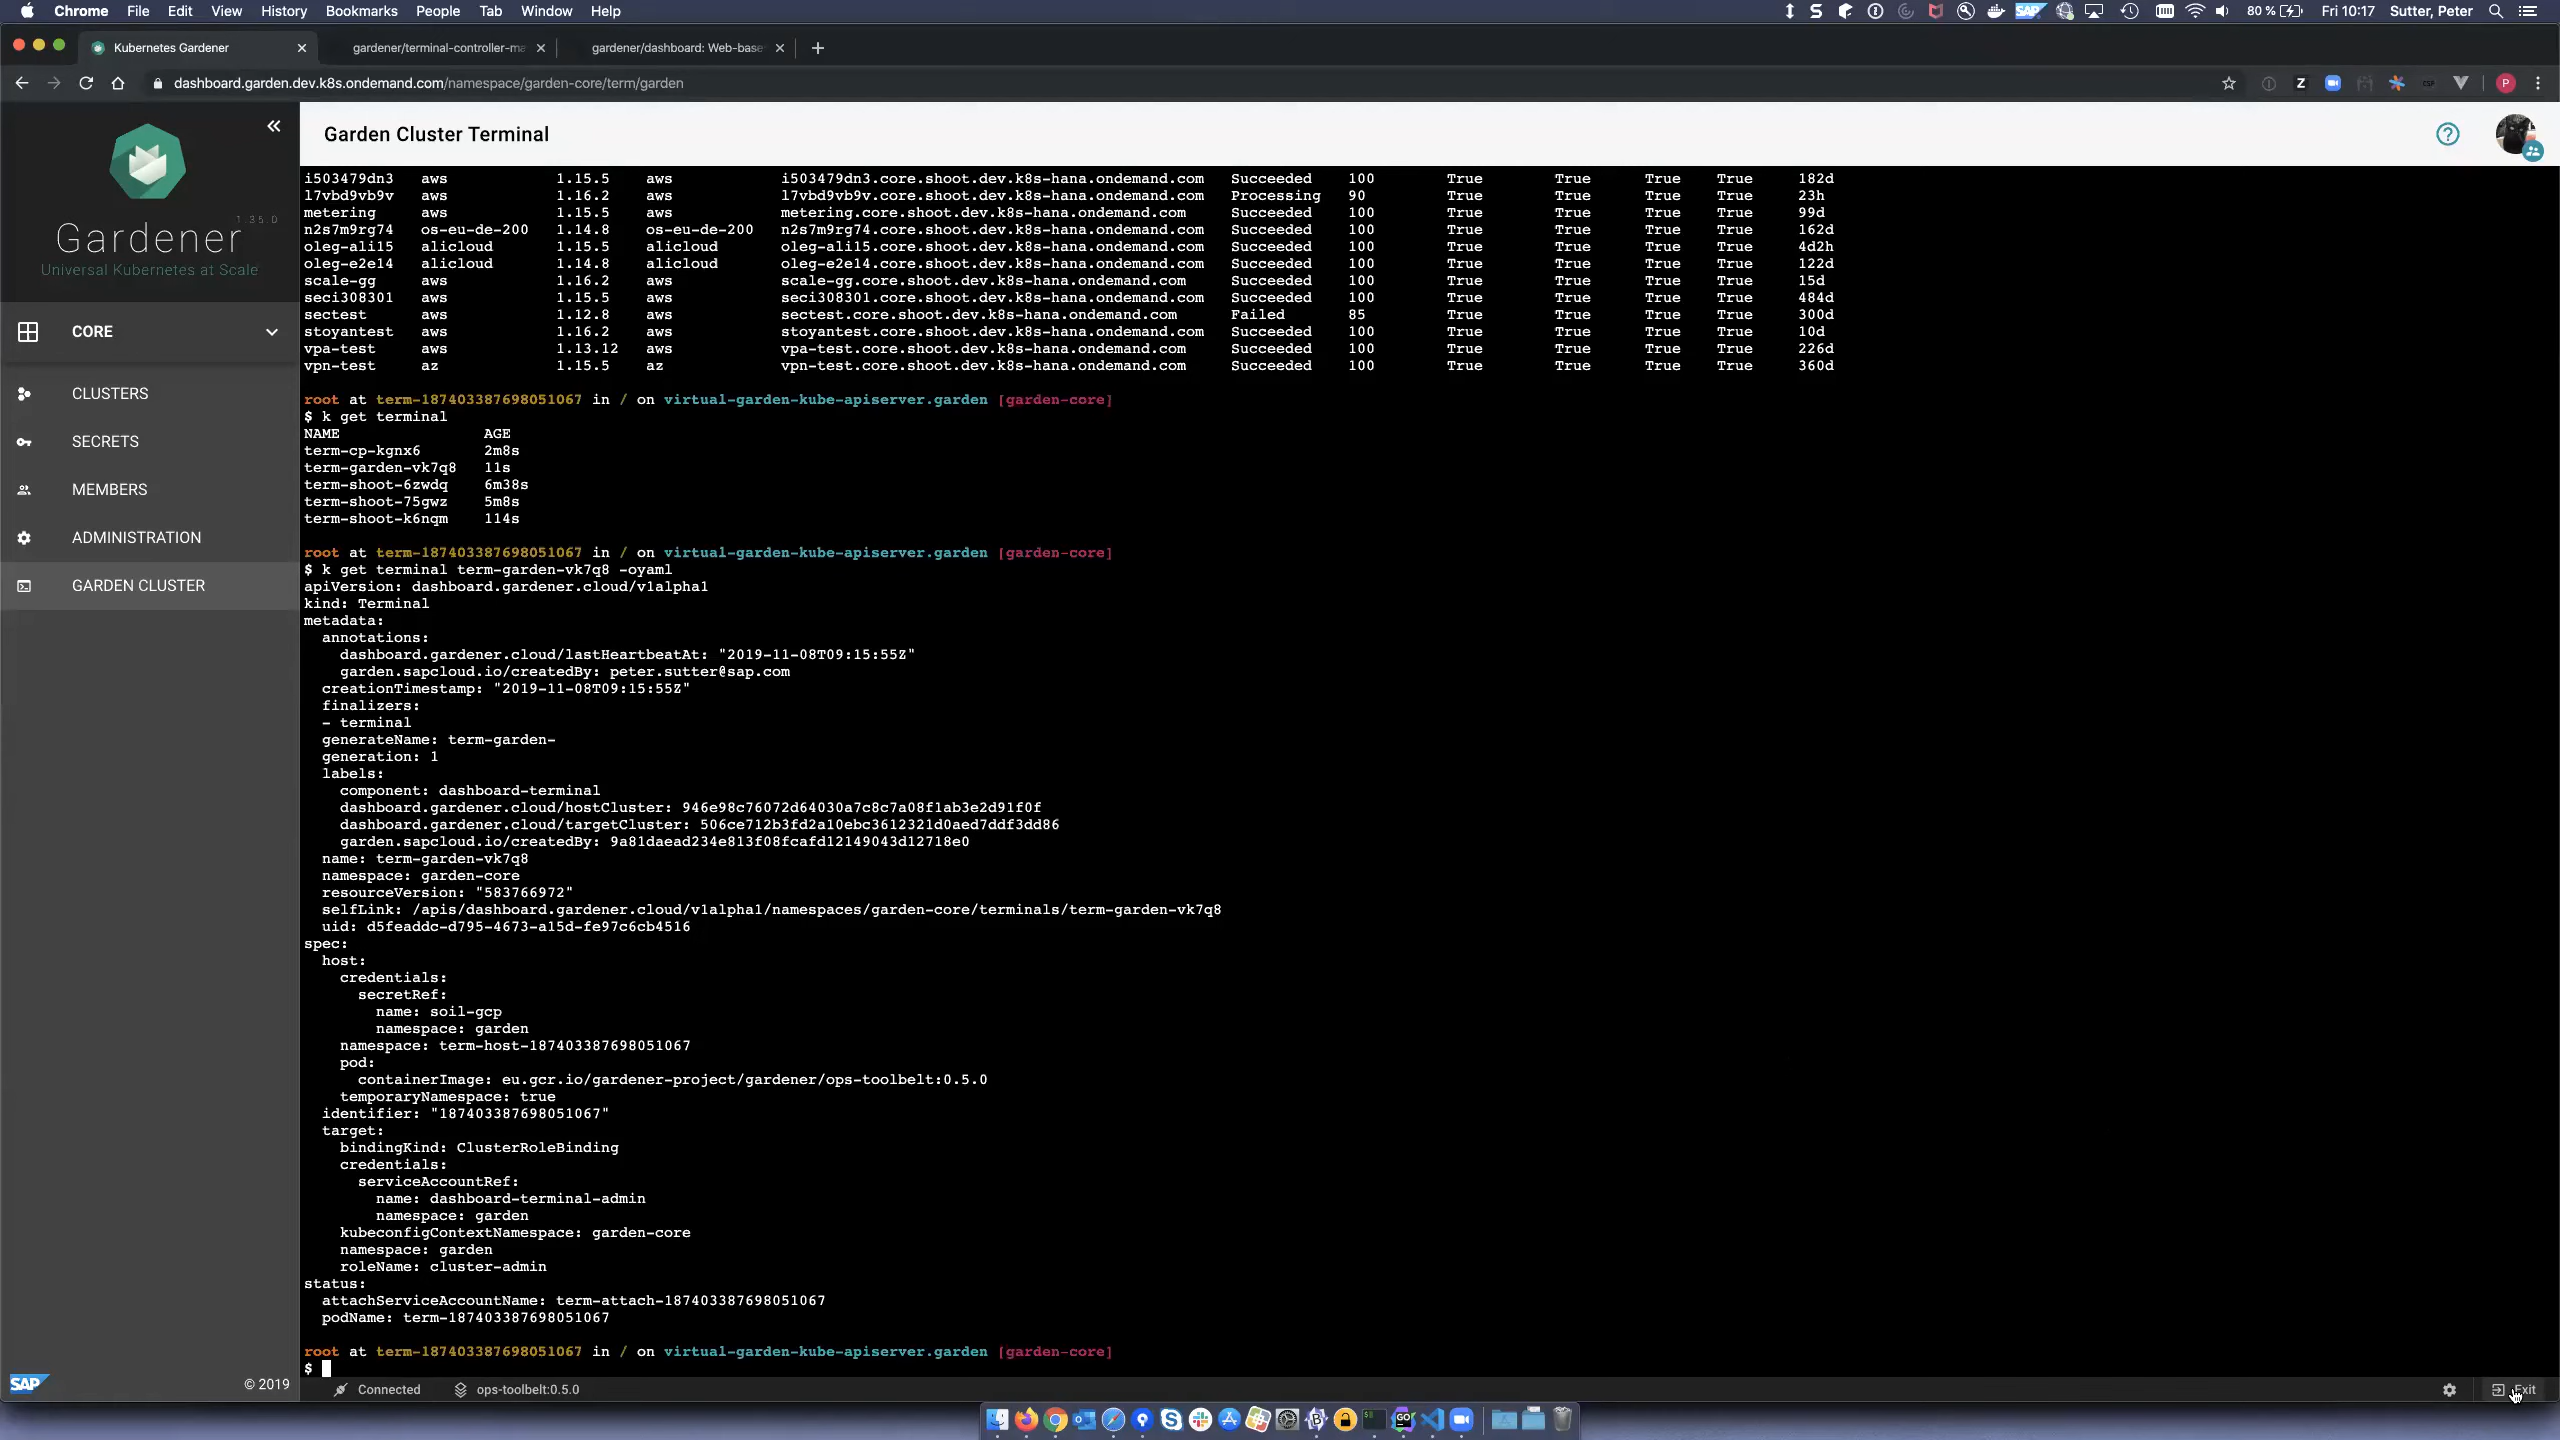 Chrome File Edit View History Bookmarks People Tab Window Help
80 % Fri 10:17 Sutter, Peter
Kubernetes Gardener
gardener/terminal-controller-ma
gardener/dashboard: Web-base
dashboard.garden.dev.k8s.ondemand.com/namespace/garden-core/term/garden
Gardener
1.35.0
Universal Kubernetes at Scale
CORE
CLUSTERS
SECRETS
MEMBERS
ADMINISTRATION
GARDEN CLUSTER
SAP
© 2019
Garden Cluster Terminal
i503479dn3 aws 1.15.5 aws i503479dn3.core.shoot.dev.k8s-hana.ondemand.com Succeeded 100 True True True True 182d
l7vbd9vb9v aws 1.16.2 aws l7vbd9vb9v.core.shoot.dev.k8s-hana.ondemand.com Processing 90 True True True True 23h
metering aws 1.15.5 aws metering.core.shoot.dev.k8s-hana.ondemand.com Succeeded 100 True True True True 99d
n2s7m9rg74 os-eu-de-200 1.14.8 os-eu-de-200 n2s7m9rg74.core.shoot.dev.k8s-hana.ondemand.com Succeeded 100 True True True True 162d
oleg-ali15 alicloud 1.15.5 alicloud oleg-ali15.core.shoot.dev.k8s-hana.ondemand.com Succeeded 100 True True True True 4d2h
oleg-e2e14 alicloud 1.14.8 alicloud oleg-e2e14.core.shoot.dev.k8s-hana.ondemand.com Succeeded 100 True True True True 122d
scale-gg aws 1.16.2 aws scale-gg.core.shoot.dev.k8s-hana.ondemand.com Succeeded 100 True True True True 15d
seci308301 aws 1.15.5 aws seci308301.core.shoot.dev.k8s-hana.ondemand.com Succeeded 100 True True True True 484d
sectest aws 1.12.8 aws sectest.core.shoot.dev.k8s-hana.ondemand.com Failed 85 True True True True 300d
stoyantest aws 1.16.2 aws stoyantest.core.shoot.dev.k8s-hana.ondemand.com Succeeded 100 True True True True 10d
vpa-test aws 1.13.12 aws vpa-test.core.shoot.dev.k8s-hana.ondemand.com Succeeded 100 True True True True 226d
vpn-test az 1.15.5 az vpn-test.core.shoot.dev.k8s-hana.ondemand.com Succeeded 100 True True True True 360d
root at term-187403387698051067 in / on virtual-garden-kube-apiserver.garden [garden-core]
$ k get terminal
NAME AGE
term-cp-kgnx6 2m8s
term-garden-vk7q8 11s
term-shoot-6zwdq 6m38s
term-shoot-75gwz 5m8s
term-shoot-k6nqm 114s
root at term-187403387698051067 in / on virtual-garden-kube-apiserver.garden [garden-core]
$ k get terminal term-garden-vk7q8 -oyaml
apiVersion: dashboard.gardener.cloud/v1alpha1
kind: Terminal
metadata:
annotations:
dashboard.gardener.cloud/lastHeartbeatAt: "2019-11-08T09:15:55Z"
garden.sapcloud.io/createdBy: peter.sutter@sap.com
creationTimestamp: "2019-11-08T09:15:55Z"
finalizers:
- terminal
generateName: term-garden-
generation: 1
labels:
component: dashboard-terminal
dashboard.gardener.cloud/hostCluster: 946e98c76072d64030a7c8c7a08f1ab3e2d91f0f
dashboard.gardener.cloud/targetCluster: 506ce712b3fd2a10ebc3612321d0aed7ddf3dd86
garden.sapcloud.io/createdBy: 9a81daead234e813f08fcafd12149043d12718e0
name: term-garden-vk7q8
namespace: garden-core
resourceVersion: "583766972"
selfLink: /apis/dashboard.gardener.cloud/v1alpha1/namespaces/garden-core/terminals/term-garden-vk7q8
uid: d5feaddc-d795-4673-a15d-fe97c6cb4516
spec:
host:
credentials:
secretRef:
name: soil-gcp
namespace: garden
namespace: term-host-187403387698051067
pod:
containerImage: eu.gcr.io/gardener-project/gardener/ops-toolbelt:0.5.0
temporaryNamespace: true
identifier: "187403387698051067"
target:
bindingKind: ClusterRoleBinding
credentials:
serviceAccountRef:
name: dashboard-terminal-admin
namespace: garden
kubeconfigContextNamespace: garden-core
namespace: garden
roleName: cluster-admin
status:
attachServiceAccountName: term-attach-187403387698051067
podName: term-187403387698051067
root at term-187403387698051067 in / on virtual-garden-kube-apiserver.garden [garden-core]
$
Connected ops-toolbelt:0.5.0 Exit